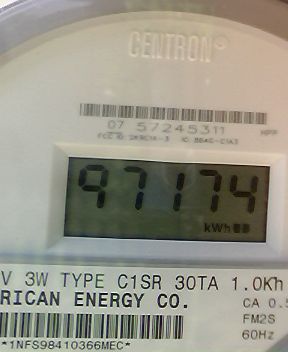 CENTRON®
07 57245311
97174
kWh
V 3W TYPE C1SR 30TA 1.0Kh
RICAN ENERGY CO.
CA 0.5
FM2S
60Hz
*1NFS98410366MEC*